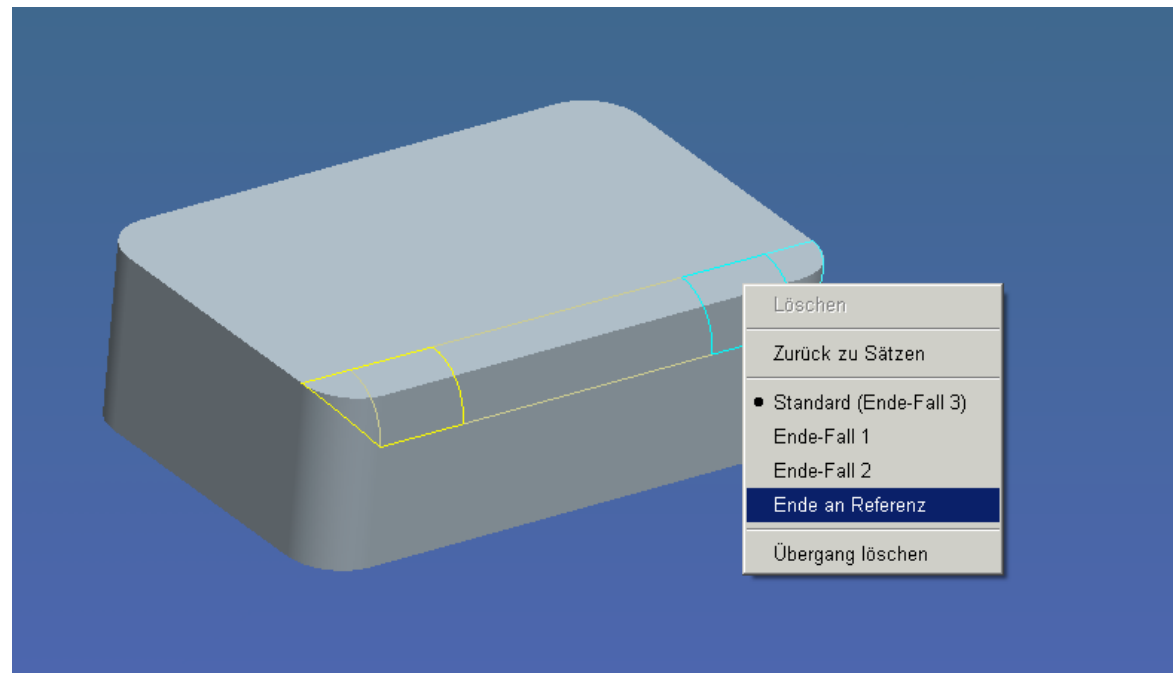 Löschen
Zurück zu Sätzen
Standard (Ende-Fall 3)
Ende-Fall 1
Ende-Fall 2
Ende an Referenz
Übergang löschen